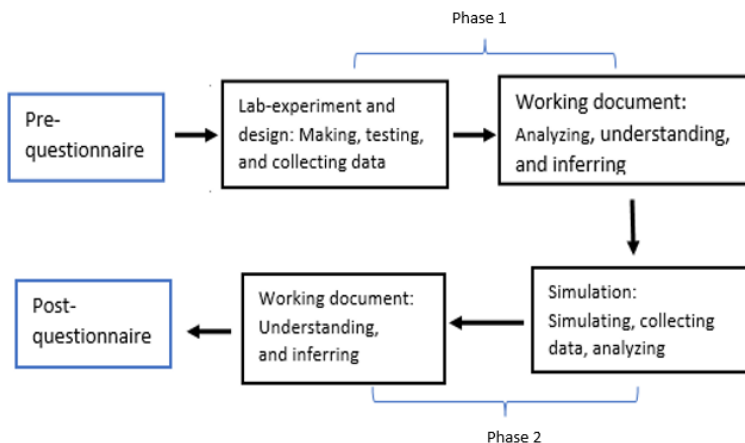 Phase 1
Pre-
questionnaire
Lab-experiment and
design: Making, testing,
and collecting data
Working document:
Analyzing, understanding,
and inferring
Simulation:
Simulating, collecting
data, analyzing
Working document:
Understanding,
and inferring
Post-
questionnaire
Phase 2